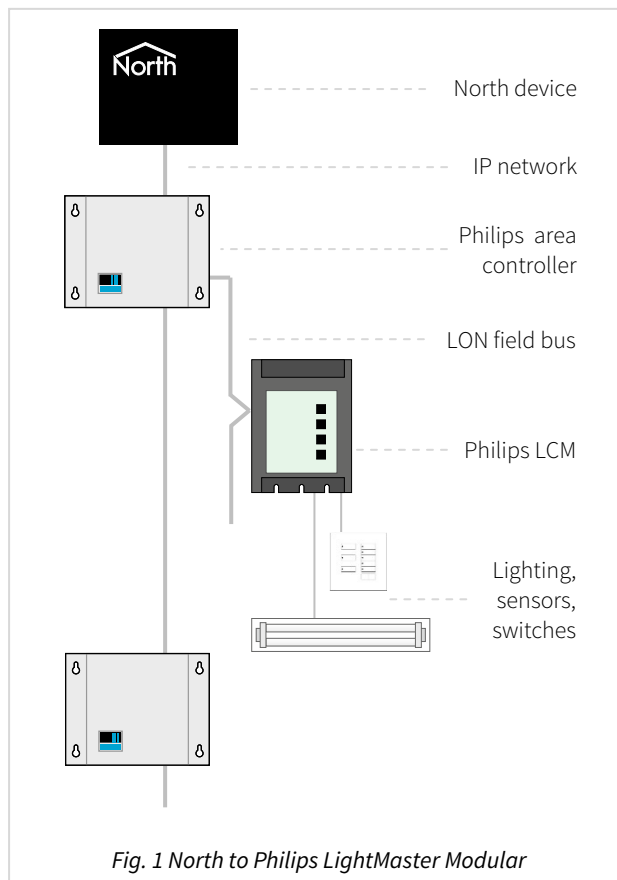 North
North device
IP network
Philips area
controller
LON field bus
Philips LCM
Lighting,
sensors,
switches
Fig. 1 North to Philips LightMaster Modular